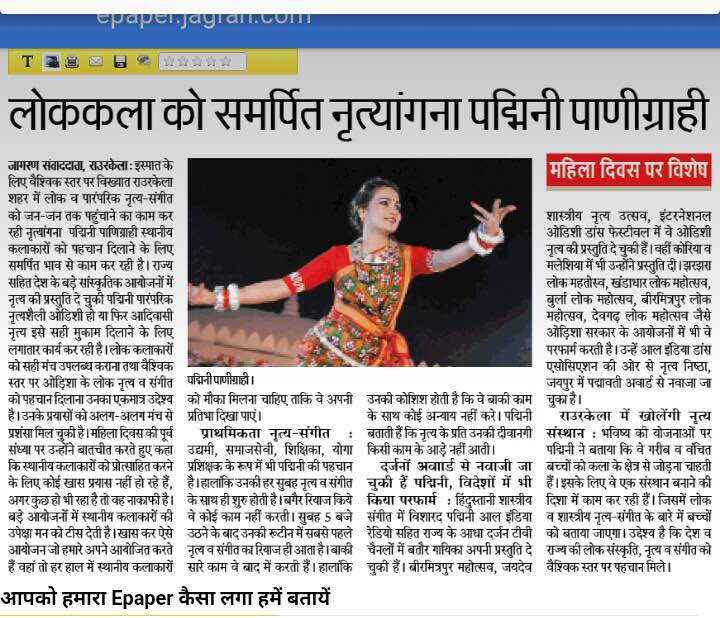 epaper.jagran.com
T
लोककला को समर्पित नृत्यांगना पद्मिनी पाणीग्राही
जागरण संवाददाता, राउरकेला : इस्पात के
लिए वैश्विक स्तर पर विख्यात राउरकेला
शहर में लोक व पारंपरिक नृत्य-संगीत
को जन-जन तक पहुंचाने का काम कर
रही नृत्यांगना पद्मिनी पाणिग्राही स्थानीय
कलाकारों को पहचान दिलाने के लिए
समर्पित भाव से काम कर रही है। राज्य
सहित देश के बड़े सांस्कृतिक आयोजनों में
नृत्य की प्रस्तुति दे चुकी पद्मिनी पारंपरिक
नृत्यशैली ओडिशी हो या फिर आदिवासी
नृत्य इसे सही मुकाम दिलाने के लिए
लगातार कार्य कर रही है। लोक कलाकारों
को सही मंच उपलब्ध कराना तथा वैश्विक
स्तर पर ओड़िशा के लोक नृत्य व संगीत
को पहचान दिलाना उनका एकमात्र उद्देश्य
है। उनके प्रयासों को अलग-अलग मंच से
प्रशंसा मिल चुकी है। महिला दिवस की पूर्व
संध्या पर उन्होंने बातचीत करते हुए कहा
कि स्थानीय कलाकारों को प्रोत्साहित करने
के लिए कोई खास प्रयास नहीं हो रहे हैं,
अगर कुछ हो भी रहा है तो वह नाकाफी है।
बड़े आयोजनों में स्थानीय कलाकारों की
उपेक्षा मन को टीस देती है। खास कर ऐसे
आयोजन जो हमारे अपने आयोजित करते
हैं वहां तो हर हाल में स्थानीय कलाकारों
पद्मिनी पाणीग्राही।
को मौका मिलना चाहिए ताकि वे अपनी
प्रतिभा दिखा पाएं।
प्राथमिकता नृत्य-संगीत :
उद्यमी, समाजसेवी, शिक्षिका, योगा
प्रशिक्षक के रूप में भी पद्मिनी की पहचान
है। हालांकि उनकी हर सुबह नृत्य व संगीत
के साथ ही शुरु होती है। बगैर रियाज किये
वे कोई काम नहीं करती। सुबह 5 बजे
उठने के बाद उनकी रूटीन में सबसे पहले
नृत्य व संगीत का रियाज ही आता है। बाकी
सारे काम वे बाद में करती हैं। हालांकि
उनकी कोशिश होती है कि वे बाकी काम
के साथ कोई अन्याय नहीं करे। पद्मिनी
बताती हैं कि नृत्य के प्रति उनकी दीवानगी
किसी काम के आड़े नहीं आती।
दर्जनों अवाार्ड से नवाजी जा
चुकी हैं पद्मिनी, विदेशों में भी
किया परफार्म : हिंदुस्तानी शास्त्रीय
संगीत में विशारद पद्मिनी आल इंडिया
रेडियो सहित राज्य के आधा दर्जन टीवी
चैनलों में बतौर गायिका अपनी प्रस्तुति दे
चुकी हैं। बीरमित्रपुर महोत्सव, जयदेव
महिला दिवस पर विशेष
शास्त्रीय नृत्य उत्सव, इंटरनेशनल
ओडिशी डांस फेस्टीवल में वे ओडिशी
नृत्य की प्रस्तुति दे चुकी हैं। वहीं कोरिया व
मलेशिया में भी उन्होंने प्रस्तुति दी। झरझरा
लोक महतोस्व, खंडाधार लोक महोत्सव,
बुर्ला लोक महोत्सव, बीरमित्रपुर लोक
महोत्सव, देवगढ़ लोक महोत्सव जैसे
ओड़िशा सरकार के आयोजनों में भी वे
परफार्म करती है। उन्हें आल इंडिया डांस
एसोसिएशन की ओर से नृत्य निष्ठा,
जयपुर में पद्मावती अवार्ड से नवाजा जा
चुका है।
राउरकेला में खोलेंगी नृत्य
संस्थान : भविष्य की योजनाओं पर
पद्मिनी ने बताया कि वे गरीब व वंचित
बच्चों को कला के क्षेत्र से जोड़ना चाहती
हैं। इसके लिए वे एक संस्थान बनाने की
दिशा में काम कर रही हैं। जिसमें लोक
व शास्त्रीय नृत्य-संगीत के बारे में बच्चों
को बताया जाएगा। उद्देश्य है कि देश व
राज्य की लोक संस्कृति, नृत्य व संगीत को
वैश्विक स्तर पर पहचान मिले।
आपको हमारा Epaper कैसा लगा हमें बतायें